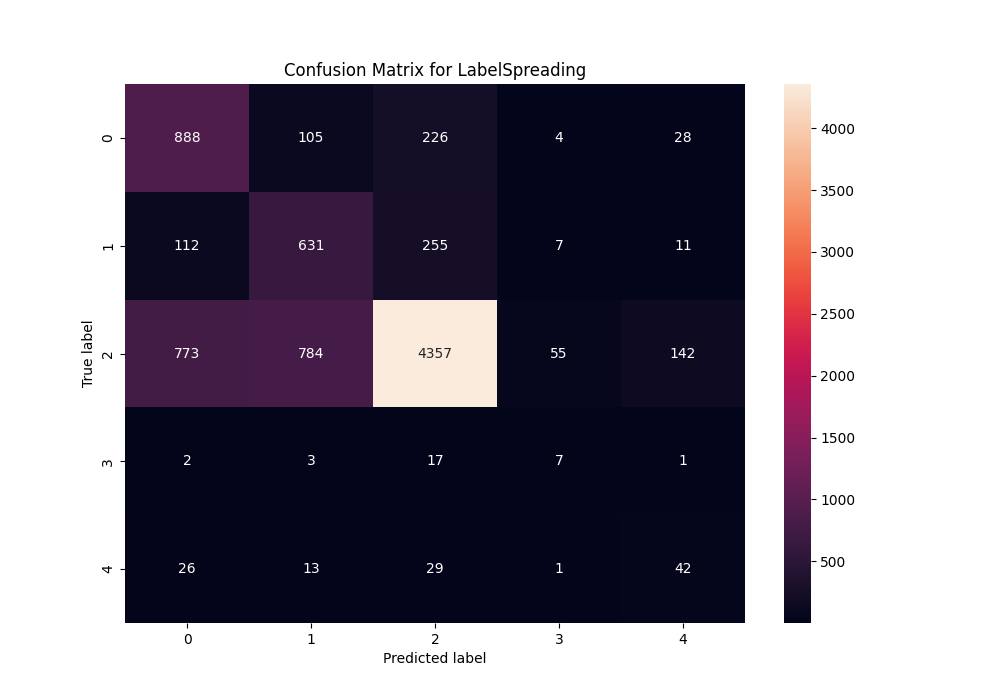 Confusion Matrix for LabelSpreading
True label
0 888 105 226 4 28
1 112 631 255 7 11
2 773 784 4357 55 142
3 2 3 17 7 1
4 26 13 29 1 42
0 1 2 3 4
Predicted label
4000
3500
3000
2500
2000
1500
1000
500